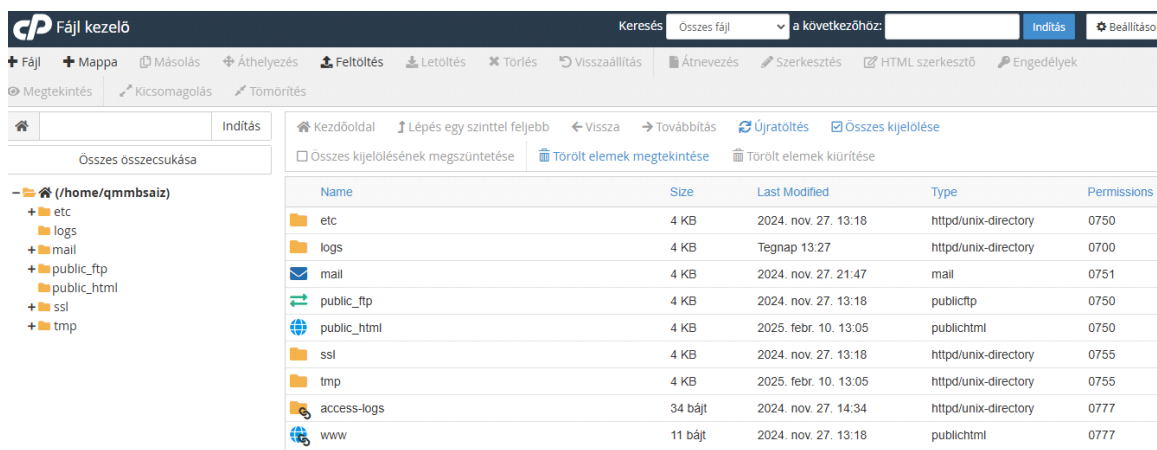 cP Fájl kezelő Keresés Összes fájl a következőhöz: Indítás Beállítások
Fájl Mappa Másolás Áthelyezés Feltöltés Letöltés Törlés Visszaállítás Átnevezés Szerkesztés HTML szerkesztő Engedélyek
Megtekintés Kicsomagolás Tömörítés
Indítás Kezdőoldal Lépés egy szinttel feljebb Vissza Továbbítás Újratöltés Összes kijelölése
Összes összecsukása Összes kijelölésének megszüntetése Törölt elemek megtekintése Törölt elemek kiürítése
(/home/qmmbsaiz)
etc
logs
mail
public_ftp
public_html
ssl
tmp
Name Size Last Modified Type Permissions
etc 4 KB 2024. nov. 27. 13:18 httpd/unix-directory 0750
logs 4 KB Tegnap 13:27 httpd/unix-directory 0700
mail 4 KB 2024. nov. 27. 21:47 mail 0751
public_ftp 4 KB 2024. nov. 27. 13:18 publicftp 0750
public_html 4 KB 2025. febr. 10. 13:05 publichtml 0750
ssl 4 KB 2024. nov. 27. 13:18 httpd/unix-directory 0755
tmp 4 KB 2025. febr. 10. 13:05 httpd/unix-directory 0755
access-logs 34 bájt 2024. nov. 27. 14:34 httpd/unix-directory 0777
www 11 bájt 2024. nov. 27. 13:18 publichtml 0777